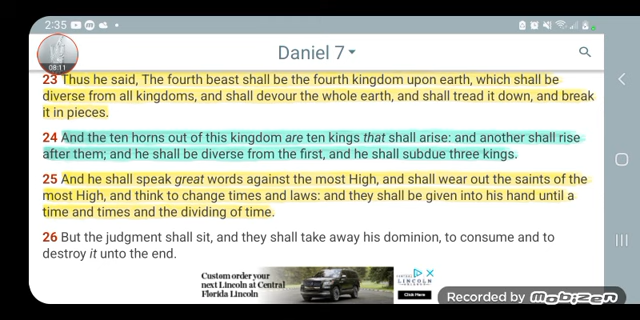 2:35
08:11
Daniel 7
23 Thus he said, The fourth beast shall be the fourth kingdom upon earth, which shall be
diverse from all kingdoms, and shall devour the whole earth, and shall tread it down, and break
it in pieces.
24 And the ten horns out of this kingdom are ten kings that shall arise: and another shall rise
after them; and he shall be diverse from the first, and he shall subdue three kings.
25 And he shall speak great words against the most High, and shall wear out the saints of the
most High, and think to change times and laws: and they shall be given into his hand until a
time and times and the dividing of time.
26 But the judgment shall sit, and they shall take away his dominion, to consume and to
destroy it unto the end.
Custom order your
next Lincoln at Central
Florida Lincoln
LINCOLN
Click Here
Recorded by Mobizen